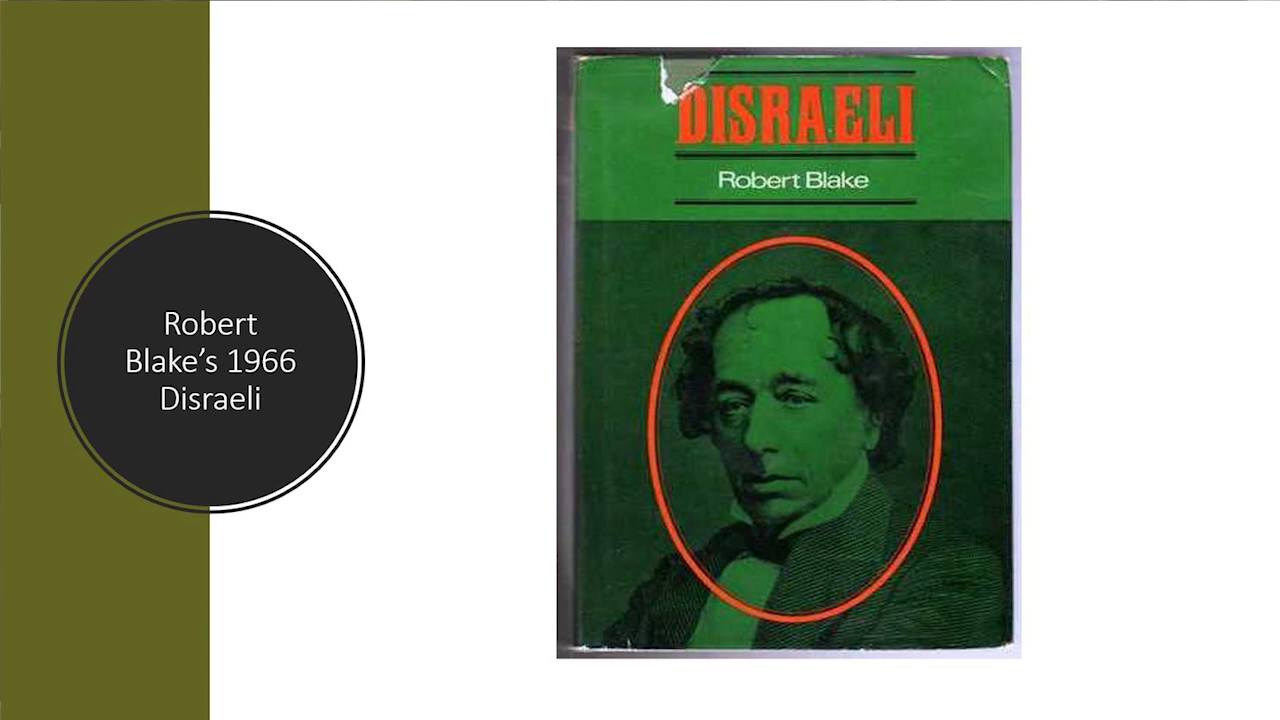 Robert
Blake’s 1966
Disraeli
DISRAELI
Robert Blake